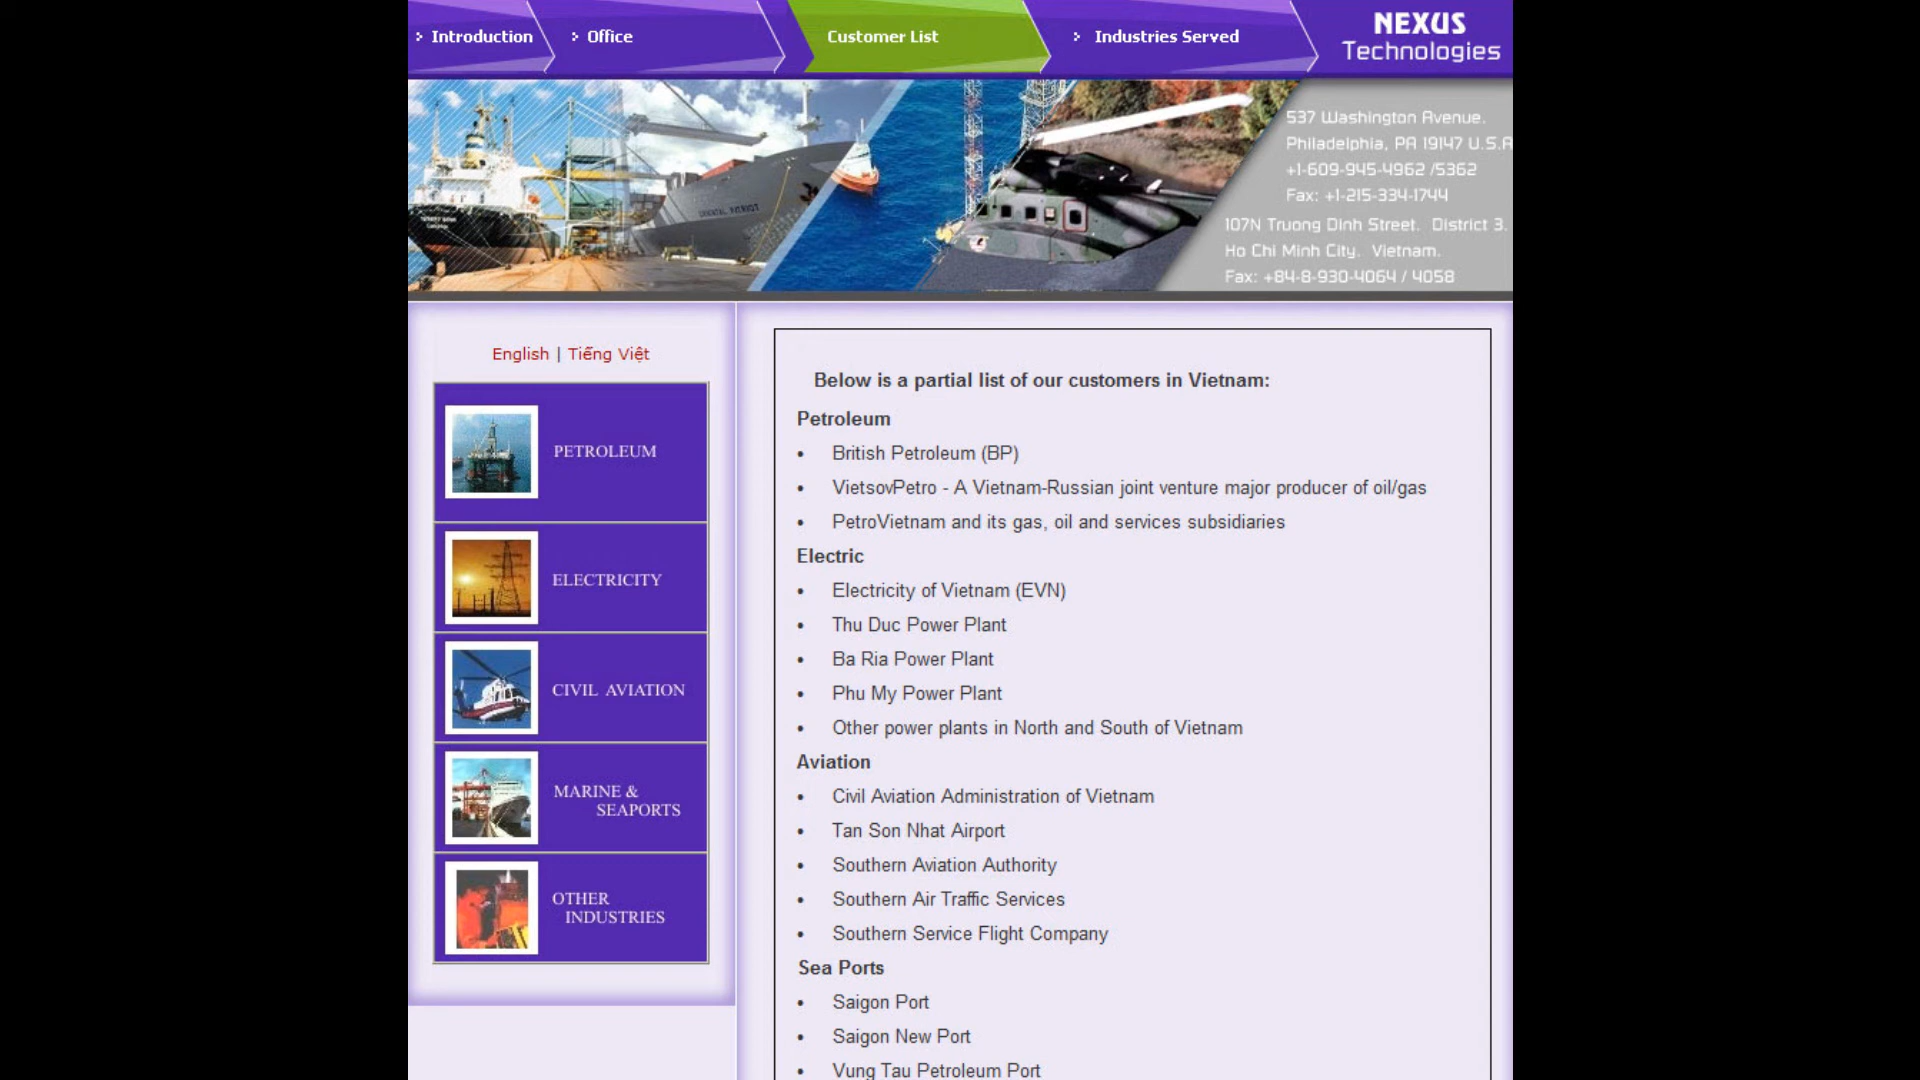 Introduction
Office
Customer List
Industries Served
NEXUS
Technologies
537 Washington Avenue.
Philadelphia, PA 19147 U.S.A
+1-609-945-4962 /5362
Fax: +1-215-334-1744
107N Truong Dinh Street. District 3.
Ho Chi Minh City. Vietnam.
Fax: +84-8-930-4064 / 4058
ORIENTAL PATRIOT
English | Tiếng Việt
PETROLEUM
ELECTRICITY
CIVIL AVIATION
MARINE &
SEAPORTS
OTHER
INDUSTRIES
Below is a partial list of our customers in Vietnam:
Petroleum
• British Petroleum (BP)
• VietsovPetro - A Vietnam-Russian joint venture major producer of oil/gas
• PetroVietnam and its gas, oil and services subsidiaries
Electric
• Electricity of Vietnam (EVN)
• Thu Duc Power Plant
• Ba Ria Power Plant
• Phu My Power Plant
• Other power plants in North and South of Vietnam
Aviation
• Civil Aviation Administration of Vietnam
• Tan Son Nhat Airport
• Southern Aviation Authority
• Southern Air Traffic Services
• Southern Service Flight Company
Sea Ports
• Saigon Port
• Saigon New Port
• Vung Tau Petroleum Port